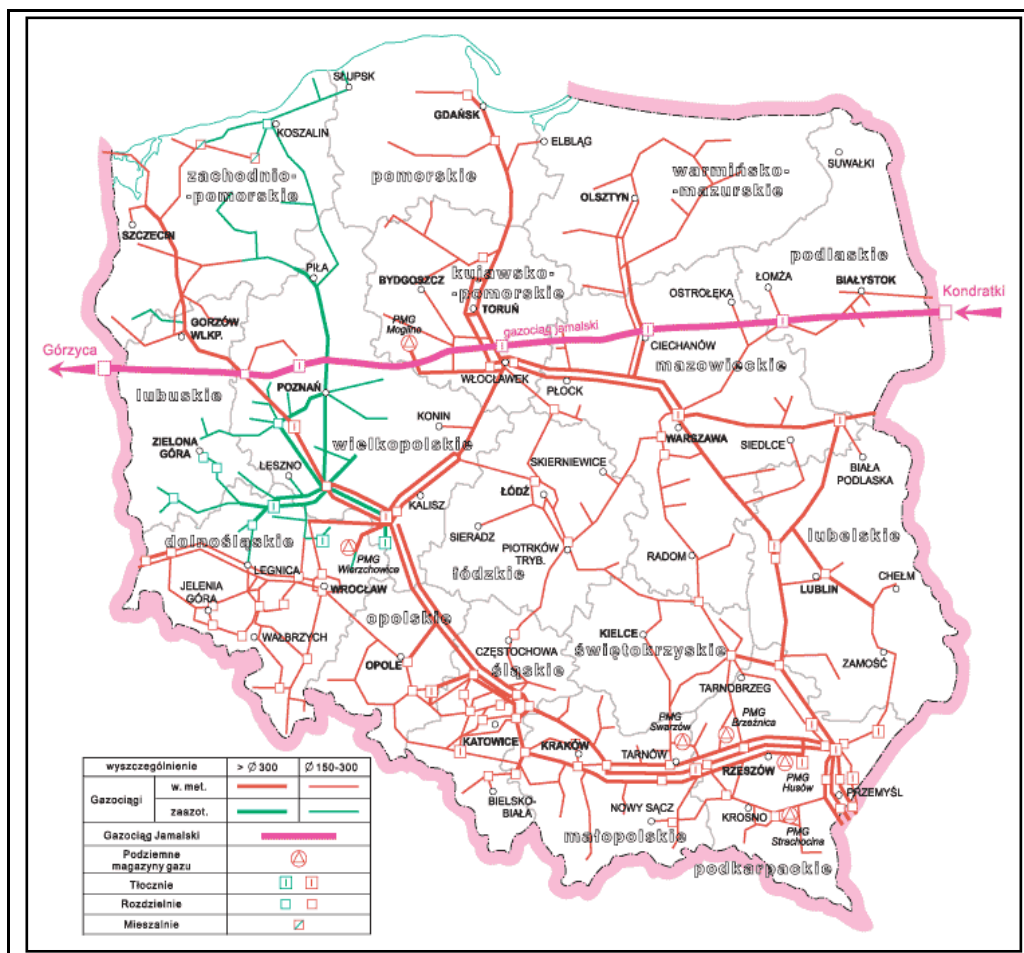 SŁUPSK
KOSZALIN
GDAŃSK
ELBLĄG
SUWAŁKI
zachodnio-
-pomorskie
pomorskie
warmińsko-
-mazurskie
OLSZTYN
SZCZECIN
podlaskie
PIŁA
BYDGOSZCZ
kujawsko-
-pomorskie
OSTROŁĘKA
ŁOMŻA
BIAŁYSTOK
Kondratki
TORUŃ
GORZÓW
WLKP.
PMG
Mogilno
gazociąg jamalski
CIECHANÓW
Górzyca
mazowieckie
WŁOCŁAWEK
PŁOCK
lubuskie
POZNAŃ
KONIN
WARSZAWA
SIEDLCE
ZIELONA
GÓRA
wielkopolskie
BIAŁA
PODLASKA
LESZNO
SKIERNIEWICE
ŁÓDŹ
KALISZ
SIERADZ
lubelskie
dolnośląskie
PMG
Wierzchowice
PIOTRKÓW
TRYB.
RADOM
łódzkie
LEGNICA
CHEŁM
LUBLIN
JELENIA
GÓRA
WROCŁAW
opolskie
WAŁBRZYCH
KIELCE
świętokrzyskie
CZĘSTOCHOWA
śląskie
OPOLE
ZAMOŚĆ
TARNOBRZEG
PMG
Swarzów
PMG
Brzeźnica
KATOWICE
KRAKÓW
TARNÓW
RZESZÓW
PMG
Husów
PRZEMYŚL
BIELSKO-
BIAŁA
NOWY SĄCZ
KROSNO
małopolskie
PMG
Strachocina
podkarpackie
wyszczególnienie > Ø 300 Ø 150-300
Gazociągi w. met.
zaazot.
Gazociąg Jamalski
Podziemne
magazyny gazu
Tłocznie
Rozdzielnie
Mieszalnie